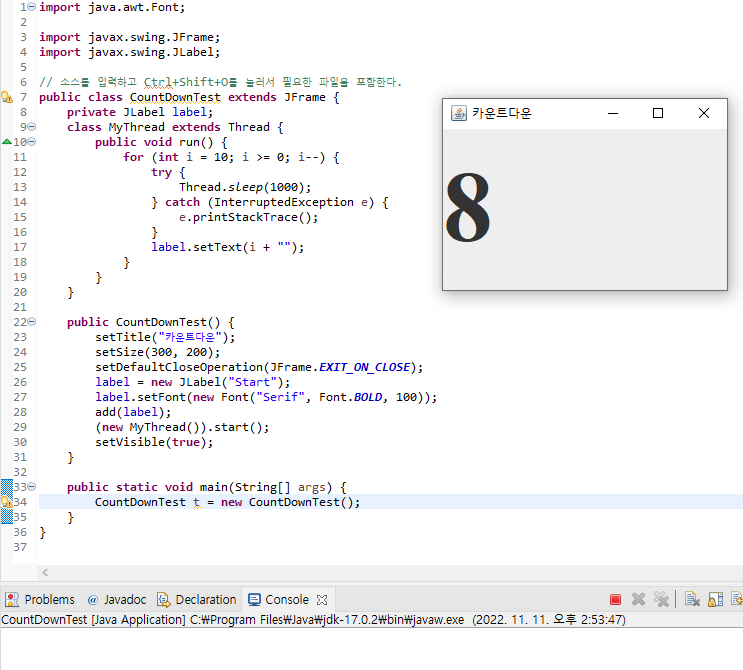 1 import java.awt.Font;
2
3 import javax.swing.JFrame;
4 import javax.swing.JLabel;
5
6 // 소스를 입력하고 Ctrl+Shift+O를 눌러서 필요한 파일을 포함한다.
7 public class CountDownTest extends JFrame {
8     private JLabel label;
9     class MyThread extends Thread {
10         public void run() {
11             for (int i = 10; i >= 0; i--) {
12                 try {
13                     Thread.sleep(1000);
14                 } catch (InterruptedException e) {
15                     e.printStackTrace();
16                 }
17                 label.setText(i + "");
18             }
19         }
20     }
21
22     public CountDownTest() {
23         setTitle("카운트다운");
24         setSize(300, 200);
25         setDefaultCloseOperation(JFrame.EXIT_ON_CLOSE);
26         label = new JLabel("Start");
27         label.setFont(new Font("Serif", Font.BOLD, 100));
28         add(label);
29         (new MyThread()).start();
30         setVisible(true);
31     }
32
33     public static void main(String[] args) {
34         CountDownTest t = new CountDownTest();
35     }
36 }
37
카운트다운
8
Problems @ Javadoc Declaration Console
CountDownTest [Java Application] C:₩Program Files₩Java₩jdk-17.0.2₩bin₩javaw.exe (2022. 11. 11. 오후 2:53:47)